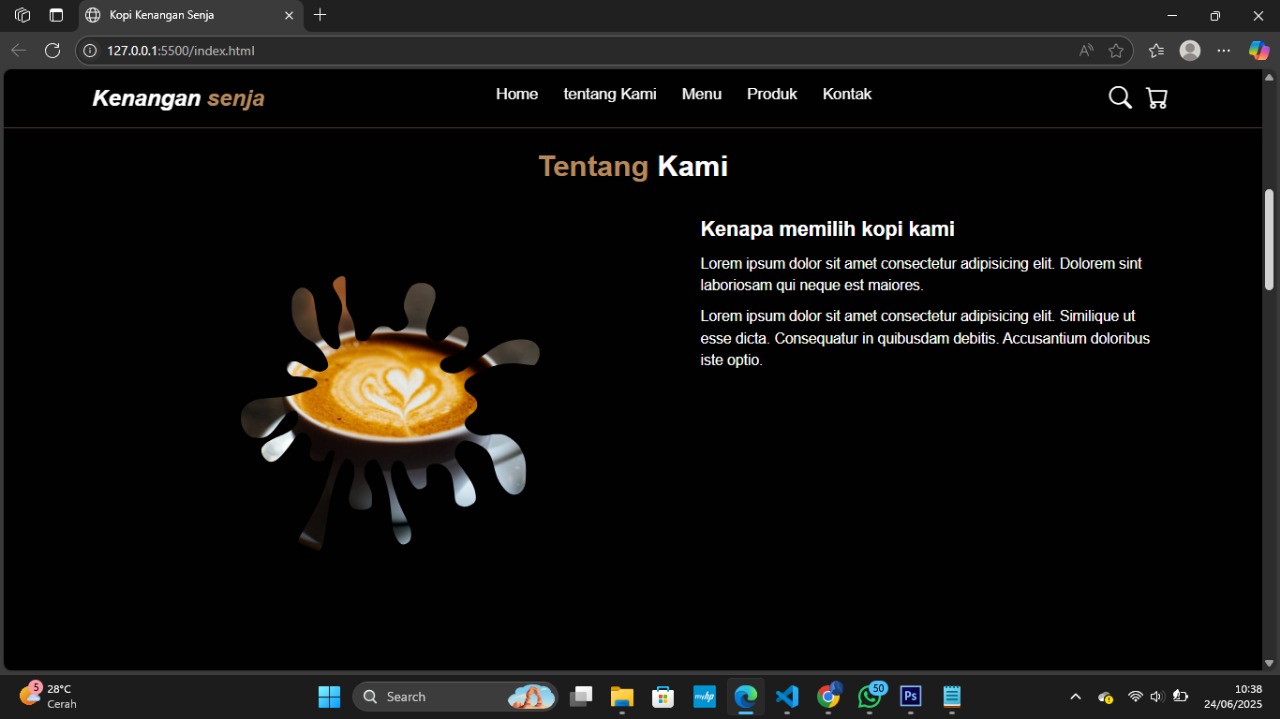 Kopi Kenangan Senja
127.0.0.1:5500/index.html
Kenangan senja
Home tentang Kami Menu Produk Kontak
Tentang Kami
Kenapa memilih kopi kami
Lorem ipsum dolor sit amet consectetur adipisicing elit. Dolorem sint
laboriosam qui neque est maiores.
Lorem ipsum dolor sit amet consectetur adipisicing elit. Similique ut
esse dicta. Consequatur in quibusdam debitis. Accusantium doloribus
iste optio.
5
28°C
Cerah
Search
myhp
50
Ps
10:38
24/06/2025